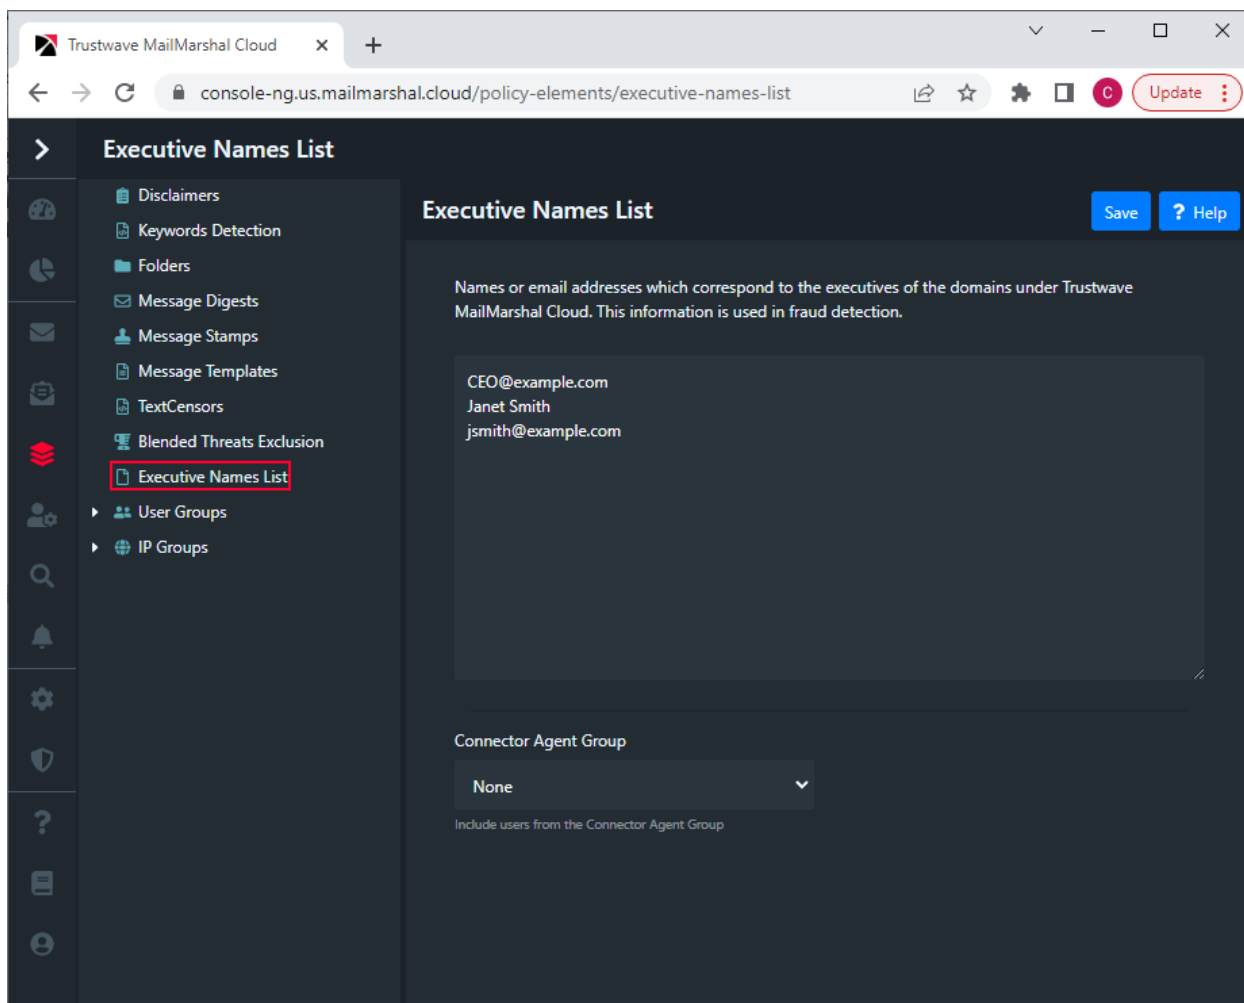 Trustwave MailMarshal Cloud
console-ng.us.mailmarshal.cloud/policy-elements/executive-names-list
C
Update
Executive Names List
Disclaimers
Keywords Detection
Folders
Message Digests
Message Stamps
Message Templates
TextCensors
Blended Threats Exclusion
Executive Names List
User Groups
IP Groups
Executive Names List
Save
? Help
Names or email addresses which correspond to the executives of the domains under Trustwave
MailMarshal Cloud. This information is used in fraud detection.
CEO@example.com
Janet Smith
jsmith@example.com
Connector Agent Group
None
Include users from the Connector Agent Group